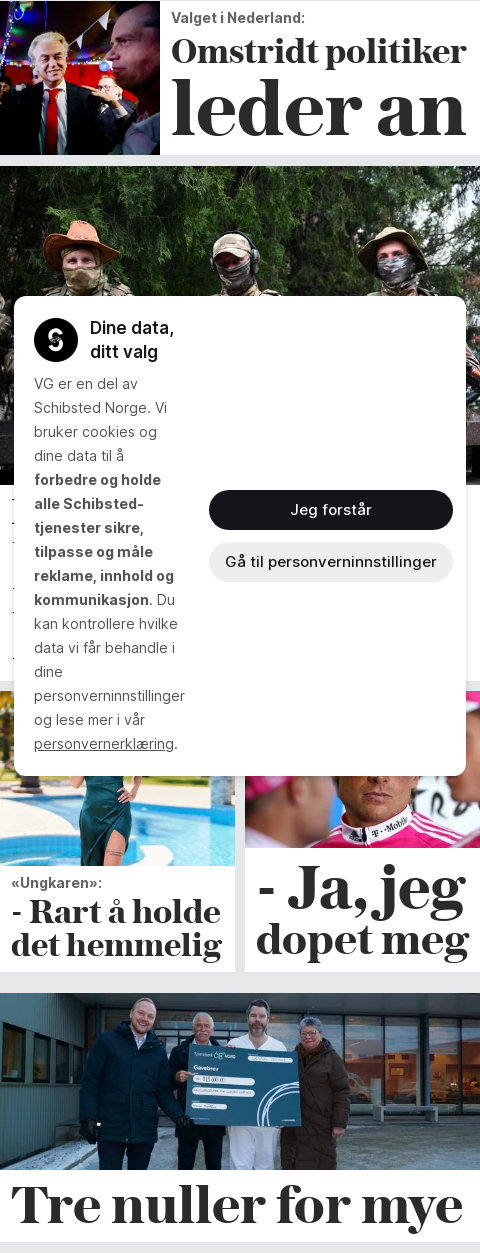 Valget i Nederland:
Omstridt politiker
leder an
Dine data,
ditt valg
VG er en del av
Schibsted Norge. Vi
bruker cookies og
dine data til å
forbedre og holde
alle Schibsted-
tjenester sikre,
tilpasse og måle
reklame, innhold og
kommunikasjon. Du
kan kontrollere hvilke
data vi får behandle i
dine
personverninnstillinger
og lese mer i vår
personvernerklæring.
Jeg forstår
Gå til personverninnstillinger
T-Mobile
«Ungkaren»:
- Rart å holde
det hemmelig
- Ja, jeg
dopet meg
68° NORD
Gavebrev
Tre nuller for mye